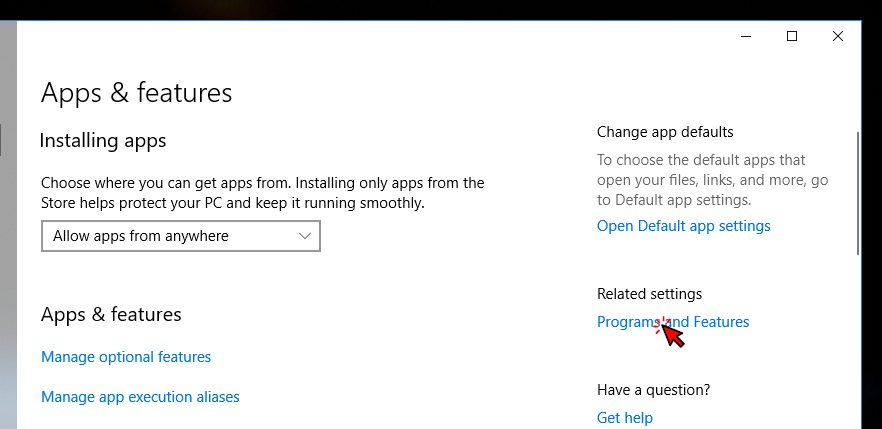 Apps & features
Installing apps
Choose where you can get apps from. Installing only apps from the
Store helps protect your PC and keep it running smoothly.
Allow apps from anywhere
Apps & features
Manage optional features
Manage app execution aliases
Change app defaults
To choose the default apps that
open your files, links, and more, go
to Default app settings.
Open Default app settings
Related settings
Programs and Features
Have a question?
Get help